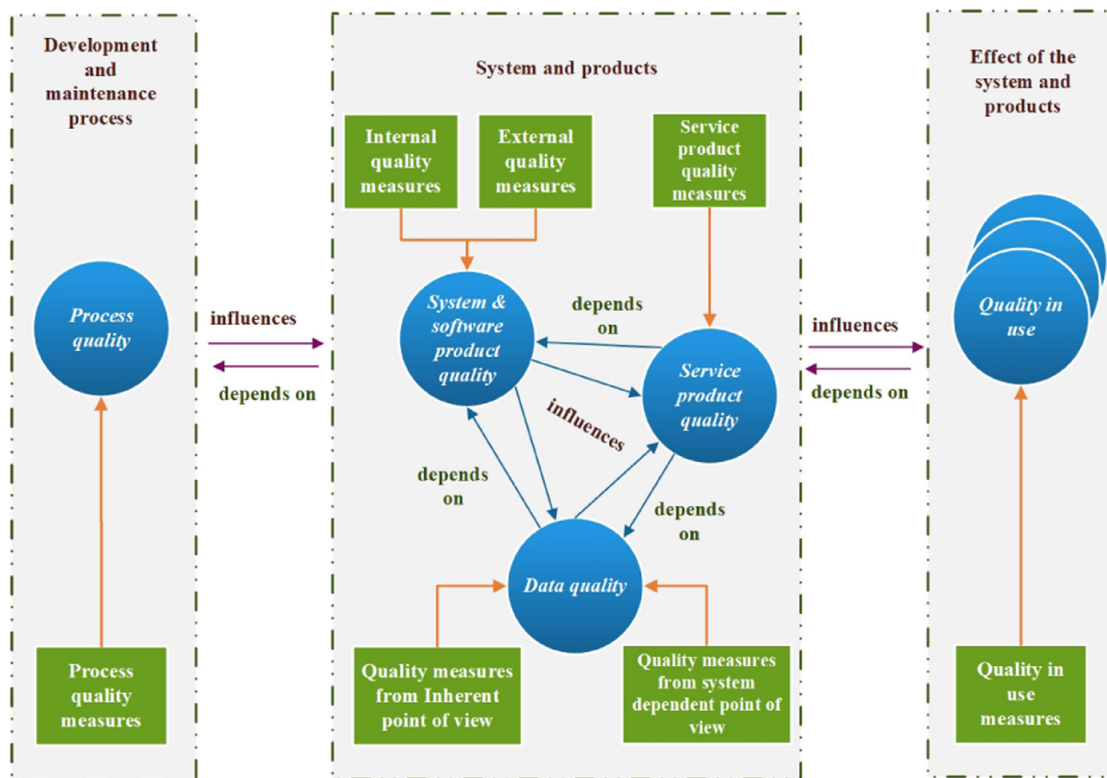 Development
and
maintenance
process
Process
quality
Process
quality
measures
influences
depends on
System and products
Internal
quality
measures
External
quality
measures
Service
product
quality
measures
System &
software
product
quality
depends
on
Service
product
quality
influences
depends
on
depends
on
Data quality
Quality measures
from Inherent
point of view
Quality measures
from system
dependent point of
view
influences
depends on
Effect of the
system and
products
Quality in
use
Quality in
use
measures